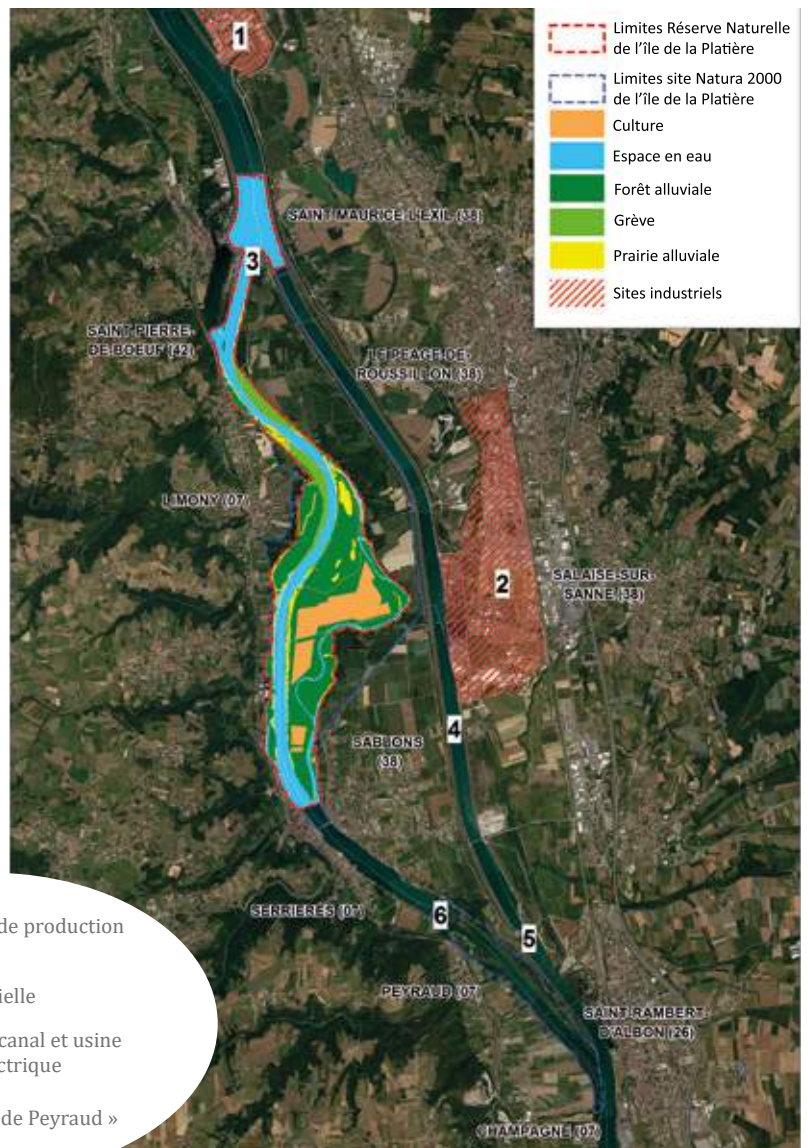 Limites Réserve Naturelle
de l'île de la Platière
Limites site Natura 2000
de l'île de la Platière
Culture
Espace en eau
Forêt alluviale
Grève
Prairie alluviale
Sites industriels
1
SAINT-MAURICE-L'EXIL (38)
3
SAINT-PIERRE-
DE-BOEUF (42)
LE PEAGE-DE-
ROUSSILLON (38)
LIMONY (07)
2
SALAISE-SUR-
SANNE (38)
4
SABLONS
(38)
SERRIERES (07)
6
5
PEYRAUD (07)
SAINT-RAMBERT-
D'ALBON (26)
CHAMPAGNE (07)
de production
ielle
canal et usine
ctrique
de Peyraud »